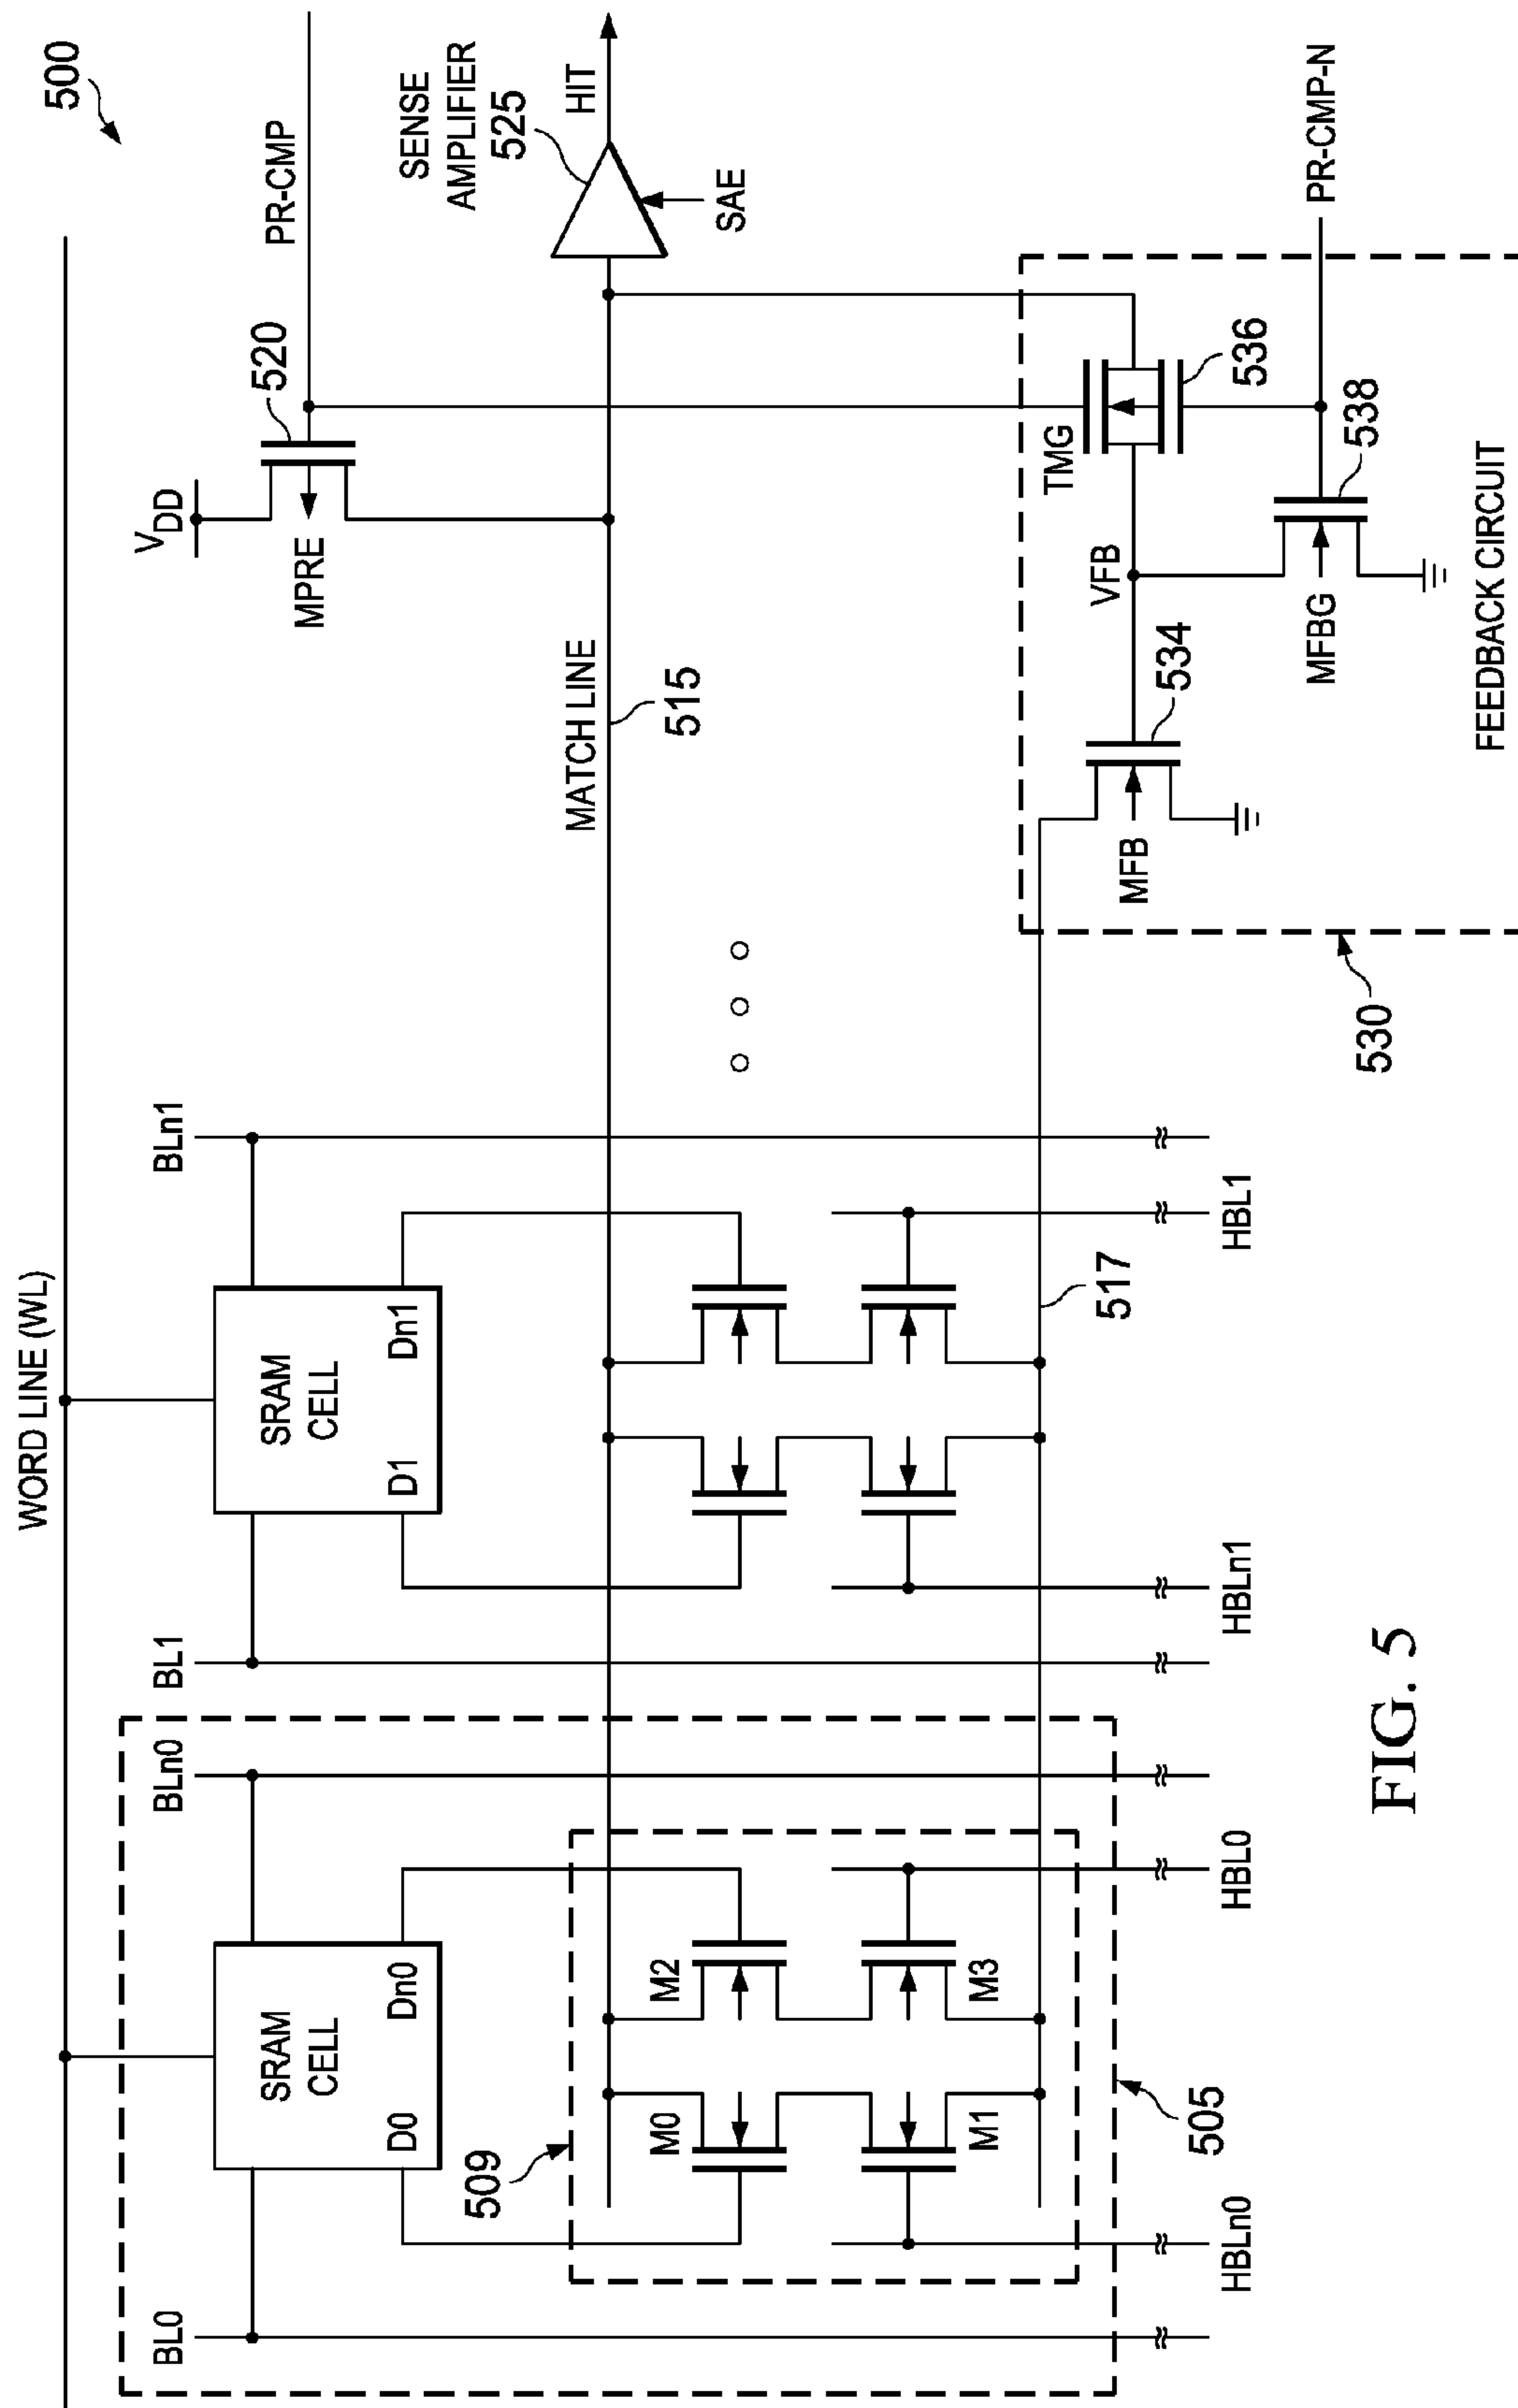 500
WORD LINE (WL)
BL0
BLn0
BL1
BLn1
VDD
520
PR-CMP
MPRE
SRAM
CELL
D0
Dn0
SRAM
CELL
D1
Dn1
SENSE
AMPLIFIER
525
HIT
SAE
MATCH LINE
515
509
M0
M2
M1
M3
517
TMG
536
VFB
534
MFB
538
MFBG
PR-CMP-N
505
HBLn0
HBL0
HBLn1
HBL1
530
FEEDBACK CIRCUIT
FIG. 5